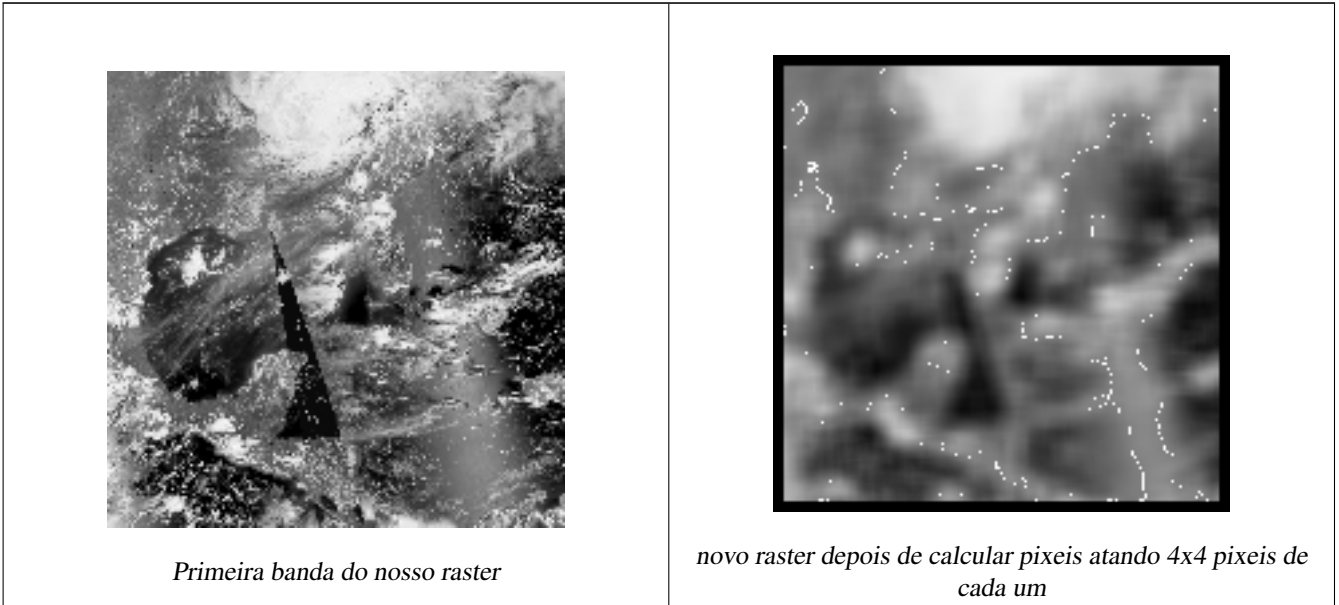 Primeira banda do nosso raster
novo raster depois de calcular pixeis atando 4x4 pixeis de
cada um